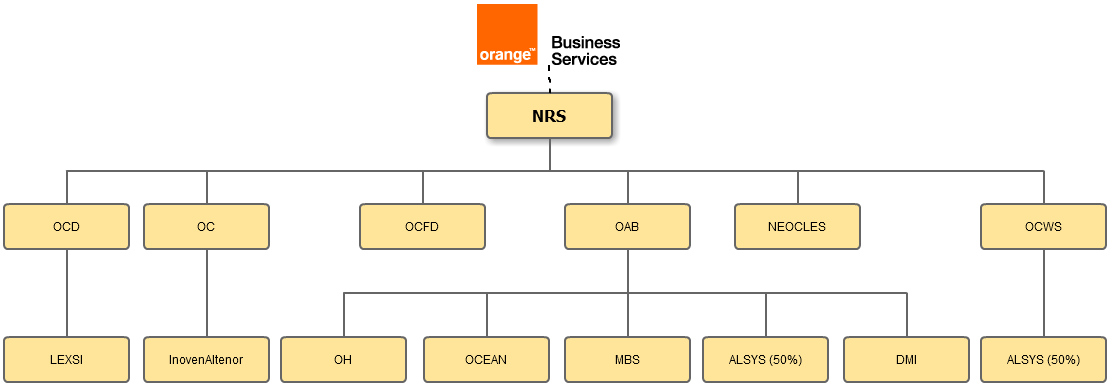 orange™
Business
Services
NRS
OCD
OC
OCFD
OAB
NEOCLES
OCWS
LEXSI
InovenAltenor
OH
OCEAN
MBS
ALSYS (50%)
DMI
ALSYS (50%)